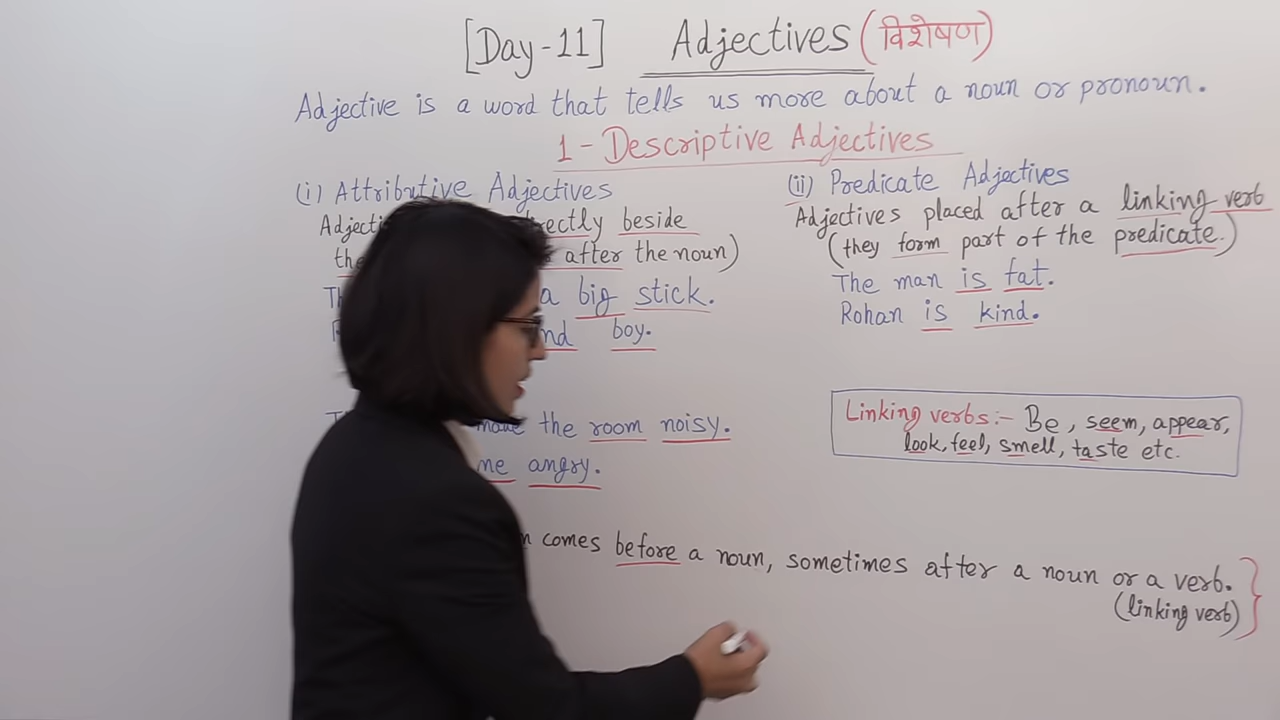 [Day-11] Adjectives (विशेषण)
Adjective is a word that tells us more about a noun or pronoun.
1- Descriptive Adjectives
(i) Attributive Adjectives
beside
after the noun)
a big stick.
boy.
the room noisy.
me angry.
(ii) Predicate Adjectives
Adjectives placed after a linking verb
(they form part of the predicate.)
The man is fat.
Rohan is kind.
Linking verbs:- Be, seem, appear,
look, feel, smell, taste etc.
comes before a noun, sometimes after a noun or a verb.
(linking verb)